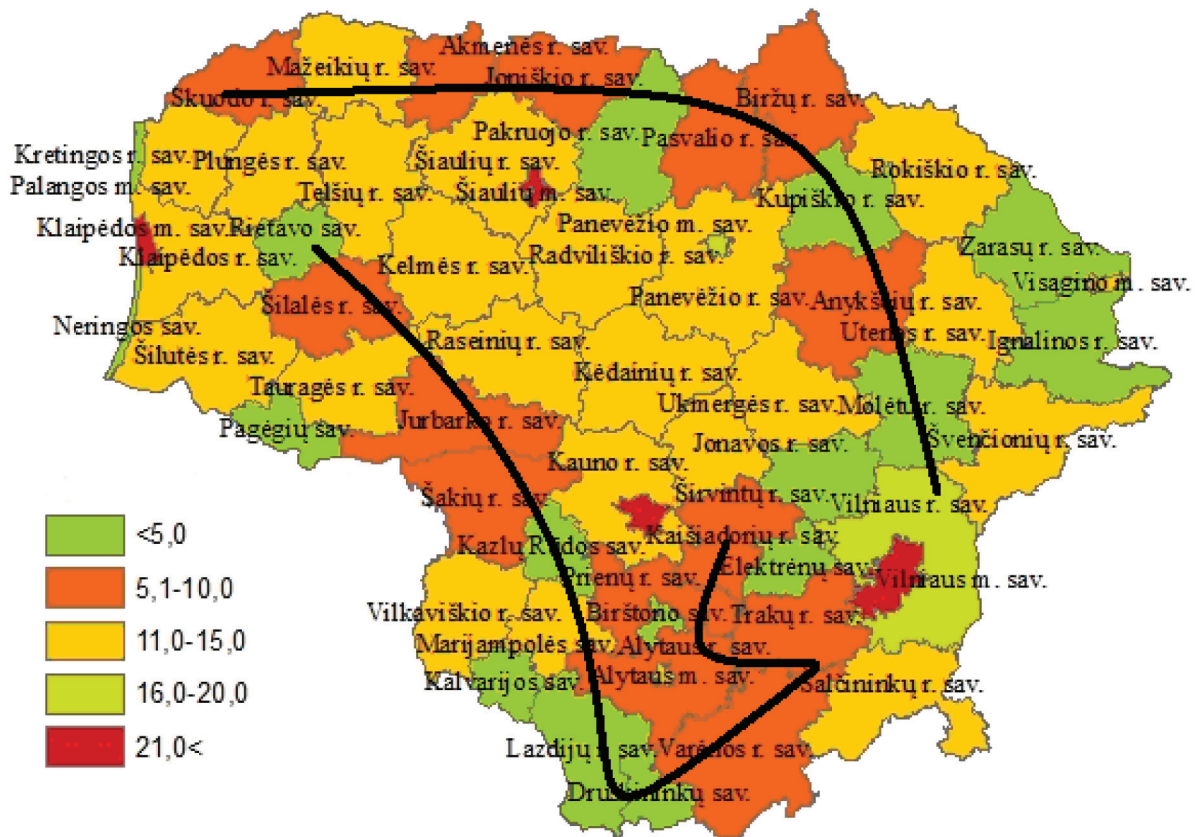 Akmenės r. sav.
Mažeikių r. sav.
Joniškio r. sav.
Skuodo r. sav.
Biržų r. sav.
Pakruojo r. sav.
Pasvalio r. sav.
Kretingos r. sav.
Plungės r. sav.
Šiaulių r. sav.
Rokiškio r. sav.
Palangos m. sav.
Telšių r. sav.
Šiaulių m. sav.
Kupiškio r. sav.
Klaipėdos m. sav.
Rietavo sav.
Panevėžio m. sav.
Klaipėdos r. sav.
Kelmės r. sav.
Radviliškio r. sav.
Zarasų r. sav.
Visagino m. sav.
Neringos sav.
Šilalės r. sav.
Panevėžio r. sav.
Anykščių r. sav.
Utenos r. sav.
Ignalinos r. sav.
Šilutės r. sav.
Raseinių r. sav.
Kėdainių r. sav.
Tauragės r. sav.
Ukmergės r. sav.
Molėtų r. sav.
Pagėgių sav.
Jurbarko r. sav.
Jonavos r. sav.
Švenčionių r. sav.
Kauno r. sav.
Šakių r. sav.
Širvintų r. sav.
Vilniaus r. sav.
Kaišiadorių r. sav.
Kazlų Rūdos sav.
Prienų r. sav.
Elektrėnų sav.
Vilniaus m. sav.
Vilkaviškio r. sav.
Birštono sav.
Trakų r. sav.
Marijampolės sav.
Alytaus r. sav.
Kalvarijos sav.
Alytaus m. sav.
Šalčininkų r. sav.
Lazdijų r. sav.
Varėnos r. sav.
Druskininkų sav.
<5,0
5,1-10,0
11,0-15,0
16,0-20,0
21,0<